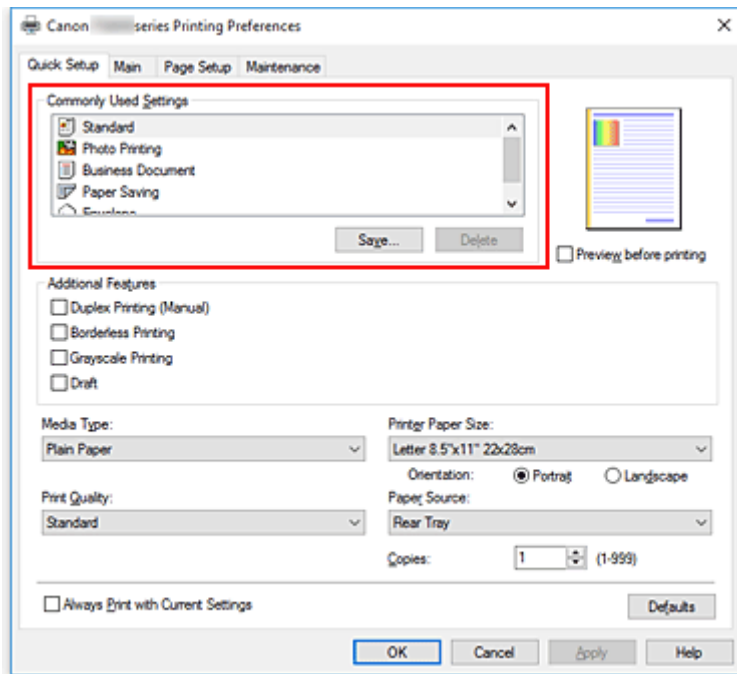 Canon series Printing Preferences
Quick Setup Main Page Setup Maintenance
Commonly Used Settings
Standard
Photo Printing
Business Document
Paper Saving
Envelope
Save... Delete
Preview before printing
Additional Features
Duplex Printing (Manual)
Borderless Printing
Grayscale Printing
Draft
Media Type:
Plain Paper
Printer Paper Size:
Letter 8.5"x11" 22x28cm
Orientation: Portrait Landscape
Print Quality:
Standard
Paper Source:
Rear Tray
Copies: 1 (1-999)
Always Print with Current Settings
Defaults
OK Cancel Apply Help